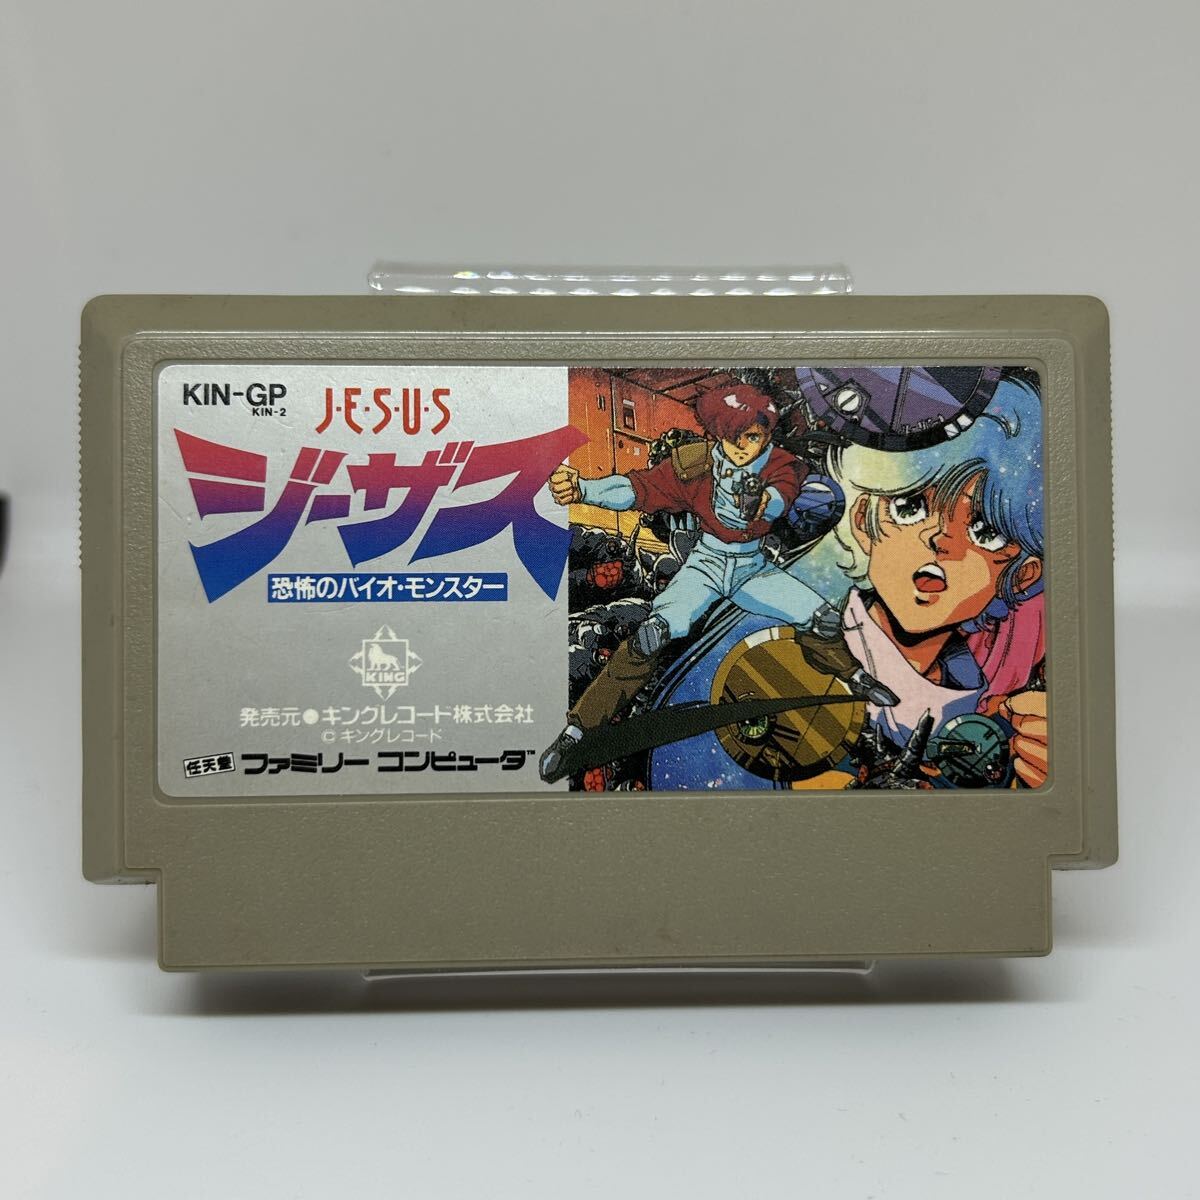 KIN-GP
KIN-2
J・E・S・U・S
ジーザス
恐怖のバイオ・モンスター
KING
発売元●キングレコード株式会社
©キングレコード
任天堂 ファミリー コンピュータ™